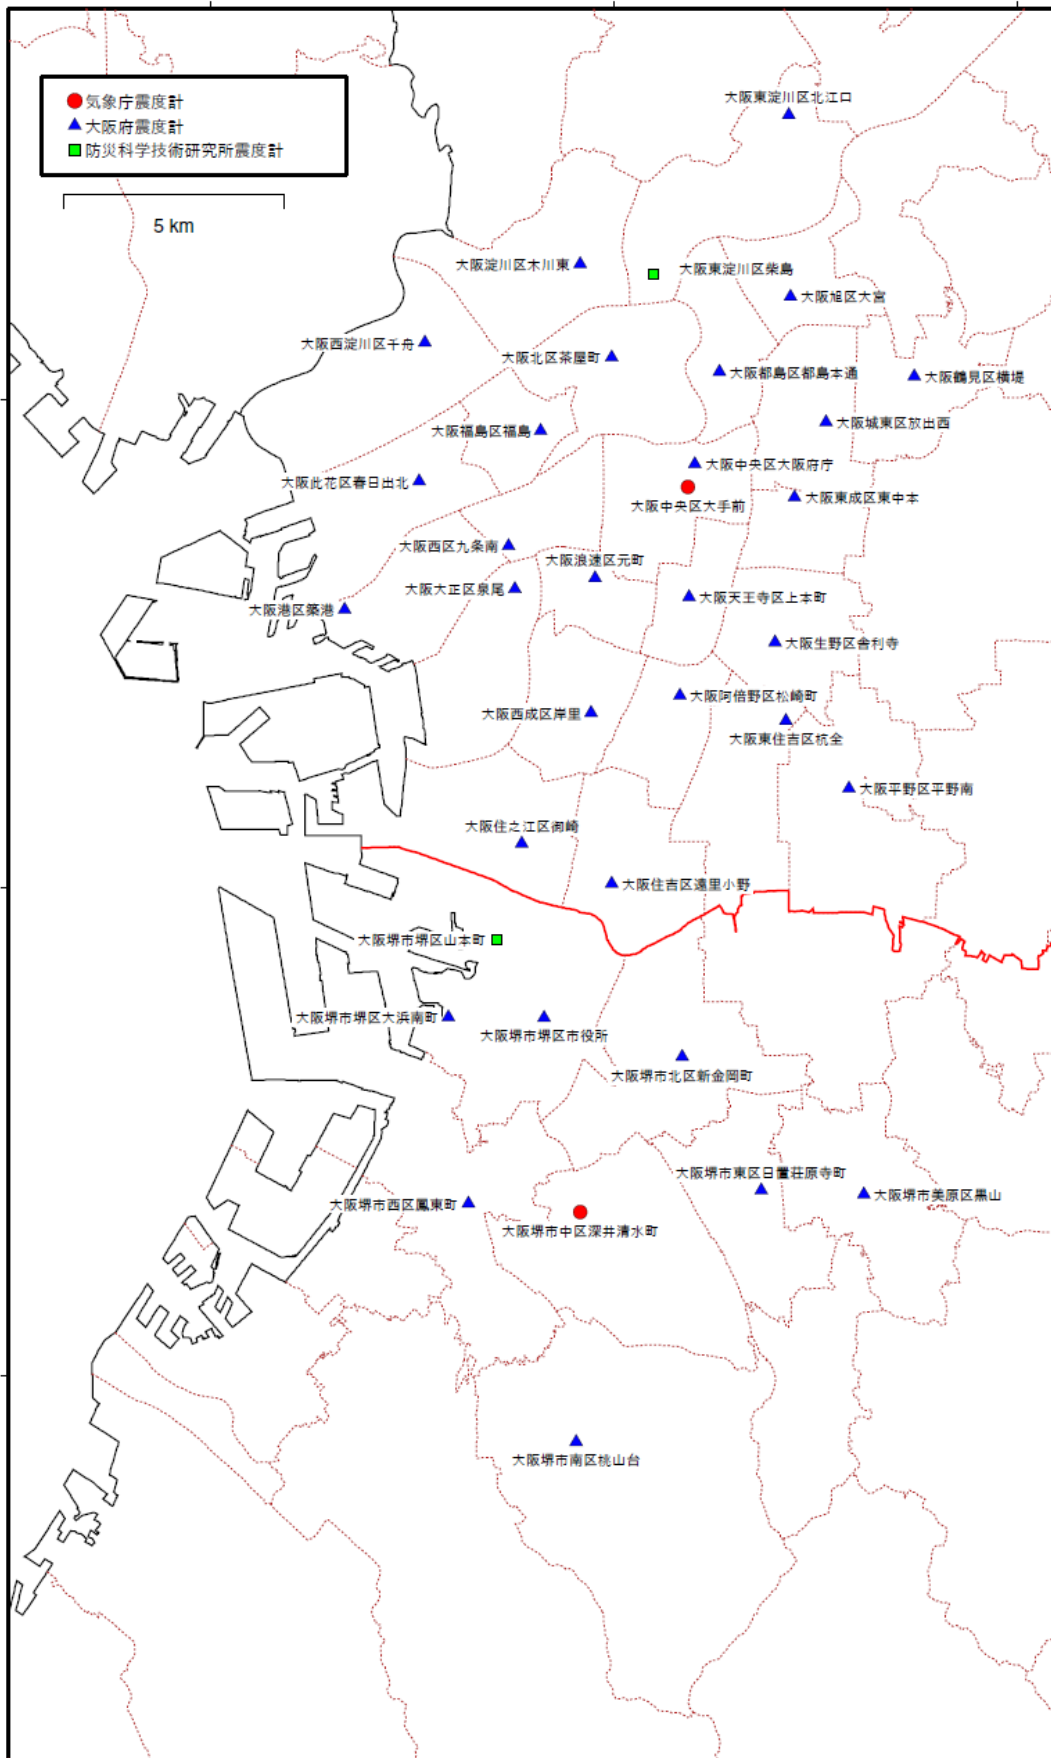 気象庁震度計
大阪府震度計
防災科学技術研究所震度計
5 km
大阪東淀川区北江口
大阪淀川区木川東
大阪東淀川区柴島
大阪旭区大宮
大阪西淀川区千舟
大阪北区茶屋町
大阪都島区都島本通
大阪鶴見区横堤
大阪城東区放出西
大阪福島区福島
大阪中央区大阪府庁
大阪此花区春日出北
大阪中央区大手前
大阪東成区東中本
大阪西区九条南
大阪浪速区元町
大阪大正区泉尾
大阪天王寺区上本町
大阪港区築港
大阪生野区舎利寺
大阪阿倍野区松崎町
大阪西成区岸里
大阪東住吉区杭全
大阪平野区平野南
大阪住之江区御崎
大阪住吉区遠里小野
大阪堺市堺区山本町
大阪堺市堺区大浜南町
大阪堺市堺区市役所
大阪堺市北区新金岡町
大阪堺市東区日置荘原寺町
大阪堺市美原区黒山
大阪堺市西区鳳東町
大阪堺市中区深井清水町
大阪堺市南区桃山台